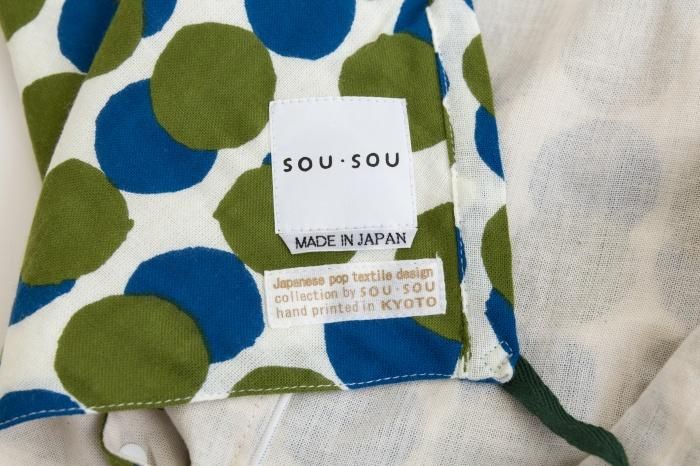 SOU・SOU
MADE IN JAPAN
Japanese pop textile design
collection by SOU・SOU
hand printed in KYOTO